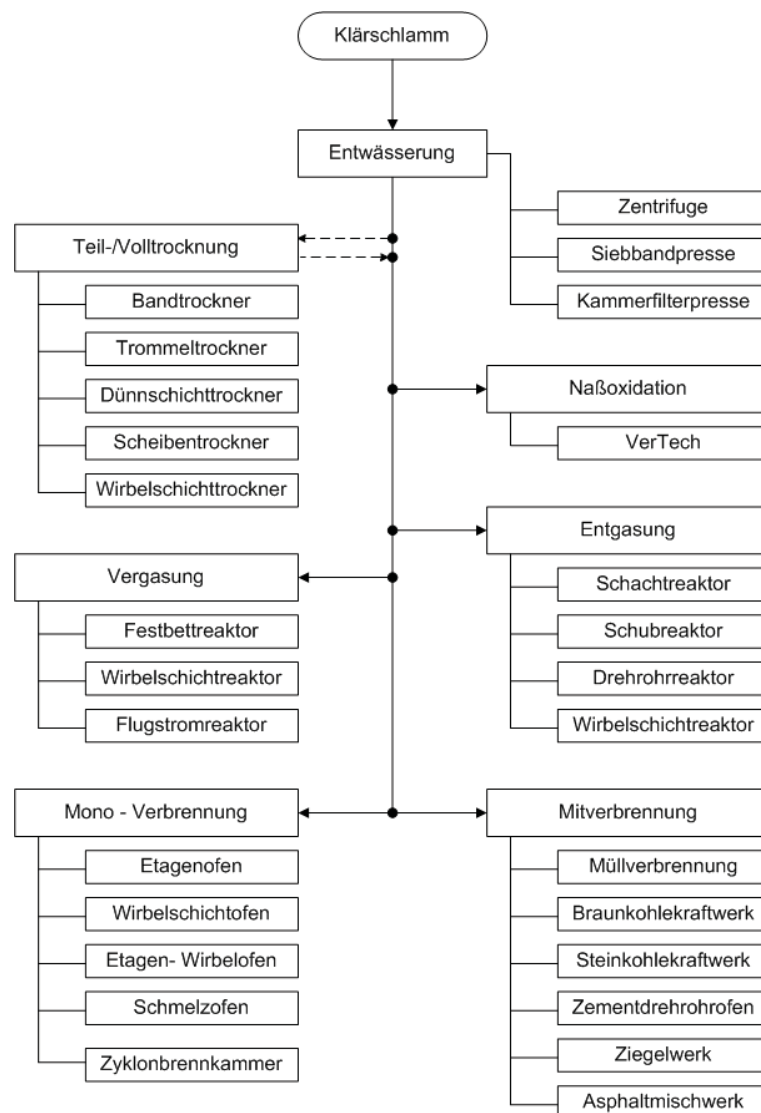 Klärschlamm
Entwässerung
Zentrifuge
Siebbandpresse
Kammerfilterpresse
Teil-/Volltrocknung
Bandtrockner
Trommeltrockner
Dünnschichttrockner
Scheibentrockner
Wirbelschichttrockner
Naßoxidation
VerTech
Entgasung
Schachtreaktor
Schubreaktor
Drehrohrreaktor
Wirbelschichtreaktor
Vergasung
Festbettreaktor
Wirbelschichtreaktor
Flugstromreaktor
Mono - Verbrennung
Etagenofen
Wirbelschichtofen
Etagen- Wirbelofen
Schmelzofen
Zyklonbrennkammer
Mitverbrennung
Müllverbrennung
Braunkohlekraftwerk
Steinkohlekraftwerk
Zementdrehrohrofen
Ziegelwerk
Asphaltmischwerk